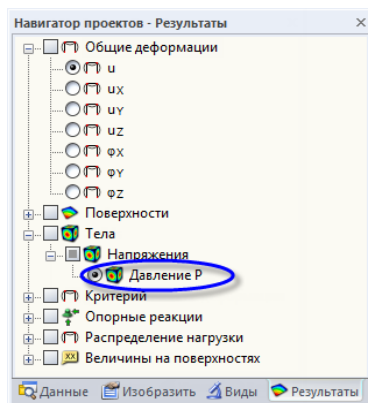 Навигатор проектов - Результаты
Общие деформации
u
uX
uY
uZ
φX
φY
φZ
Поверхности
Тела
Напряжения
Давление P
Критерий
Опорные реакции
Распределение нагрузки
xx Величины на поверхностях
Данные Изобразить Виды Результаты